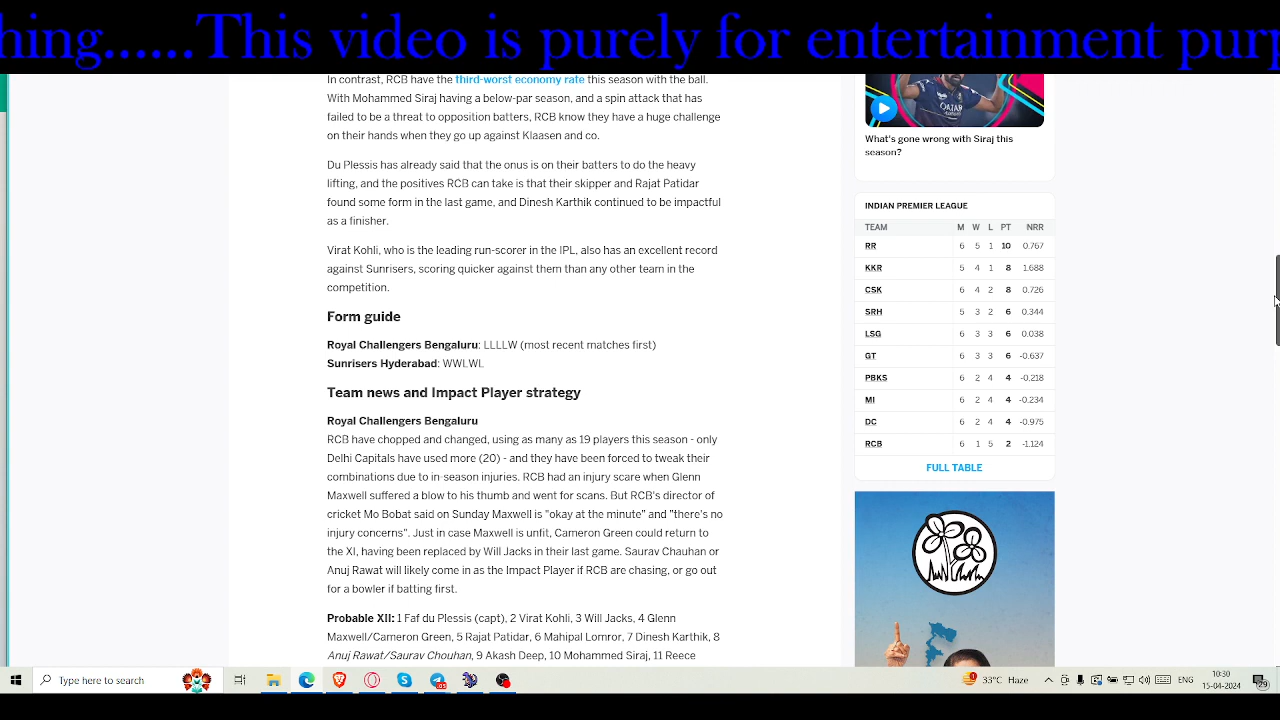 hing......This video is purely for entertainment purp
In contrast, RCB have the third-worst economy rate this season with the ball.
With Mohammed Siraj having a below-par season, and a spin attack that has
failed to be a threat to opposition batters, RCB know they have a huge challenge
on their hands when they go up against Klaasen and co.
Du Plessis has already said that the onus is on their batters to do the heavy
lifting, and the positives RCB can take is that their skipper and Rajat Patidar
found some form in the last game, and Dinesh Karthik continued to be impactful
as a finisher.
Virat Kohli, who is the leading run-scorer in the IPL, also has an excellent record
against Sunrisers, scoring quicker against them than any other team in the
competition.
Form guide
Royal Challengers Bengaluru: LLLLW (most recent matches first)
Sunrisers Hyderabad: WWLWL
Team news and Impact Player strategy
Royal Challengers Bengaluru
RCB have chopped and changed, using as many as 19 players this season - only
Delhi Capitals have used more (20) - and they have been forced to tweak their
combinations due to in-season injuries. RCB had an injury scare when Glenn
Maxwell suffered a blow to his thumb and went for scans. But RCB's director of
cricket Mo Bobat said on Sunday Maxwell is "okay at the minute" and "there's no
injury concerns". Just in case Maxwell is unfit, Cameron Green could return to
the XI, having been replaced by Will Jacks in their last game. Saurav Chauhan or
Anuj Rawat will likely come in as the Impact Player if RCB are chasing, or go out
for a bowler if batting first.
Probable XII: 1 Faf du Plessis (capt), 2 Virat Kohli, 3 Will Jacks, 4 Glenn
Maxwell/Cameron Green, 5 Rajat Patidar, 6 Mahipal Lomror, 7 Dinesh Karthik, 8
Anuj Rawat/Saurav Chouhan, 9 Akash Deep, 10 Mohammed Siraj, 11 Reece
QATAR
What's gone wrong with Siraj this
season?
INDIAN PREMIER LEAGUE
TEAM M W L PT NRR
RR 6 5 1 10 0.767
KKR 5 4 1 8 1.688
CSK 6 4 2 8 0.726
SRH 5 3 2 6 0.344
LSG 6 3 3 6 0.038
GT 6 3 3 6 -0.637
PBKS 6 2 4 4 -0.218
MI 6 2 4 4 -0.234
DC 6 2 4 4 -0.975
RCB 6 1 5 2 -1.124
FULL TABLE
Type here to search
33°C Haze
ENG
10:30
15-04-2024